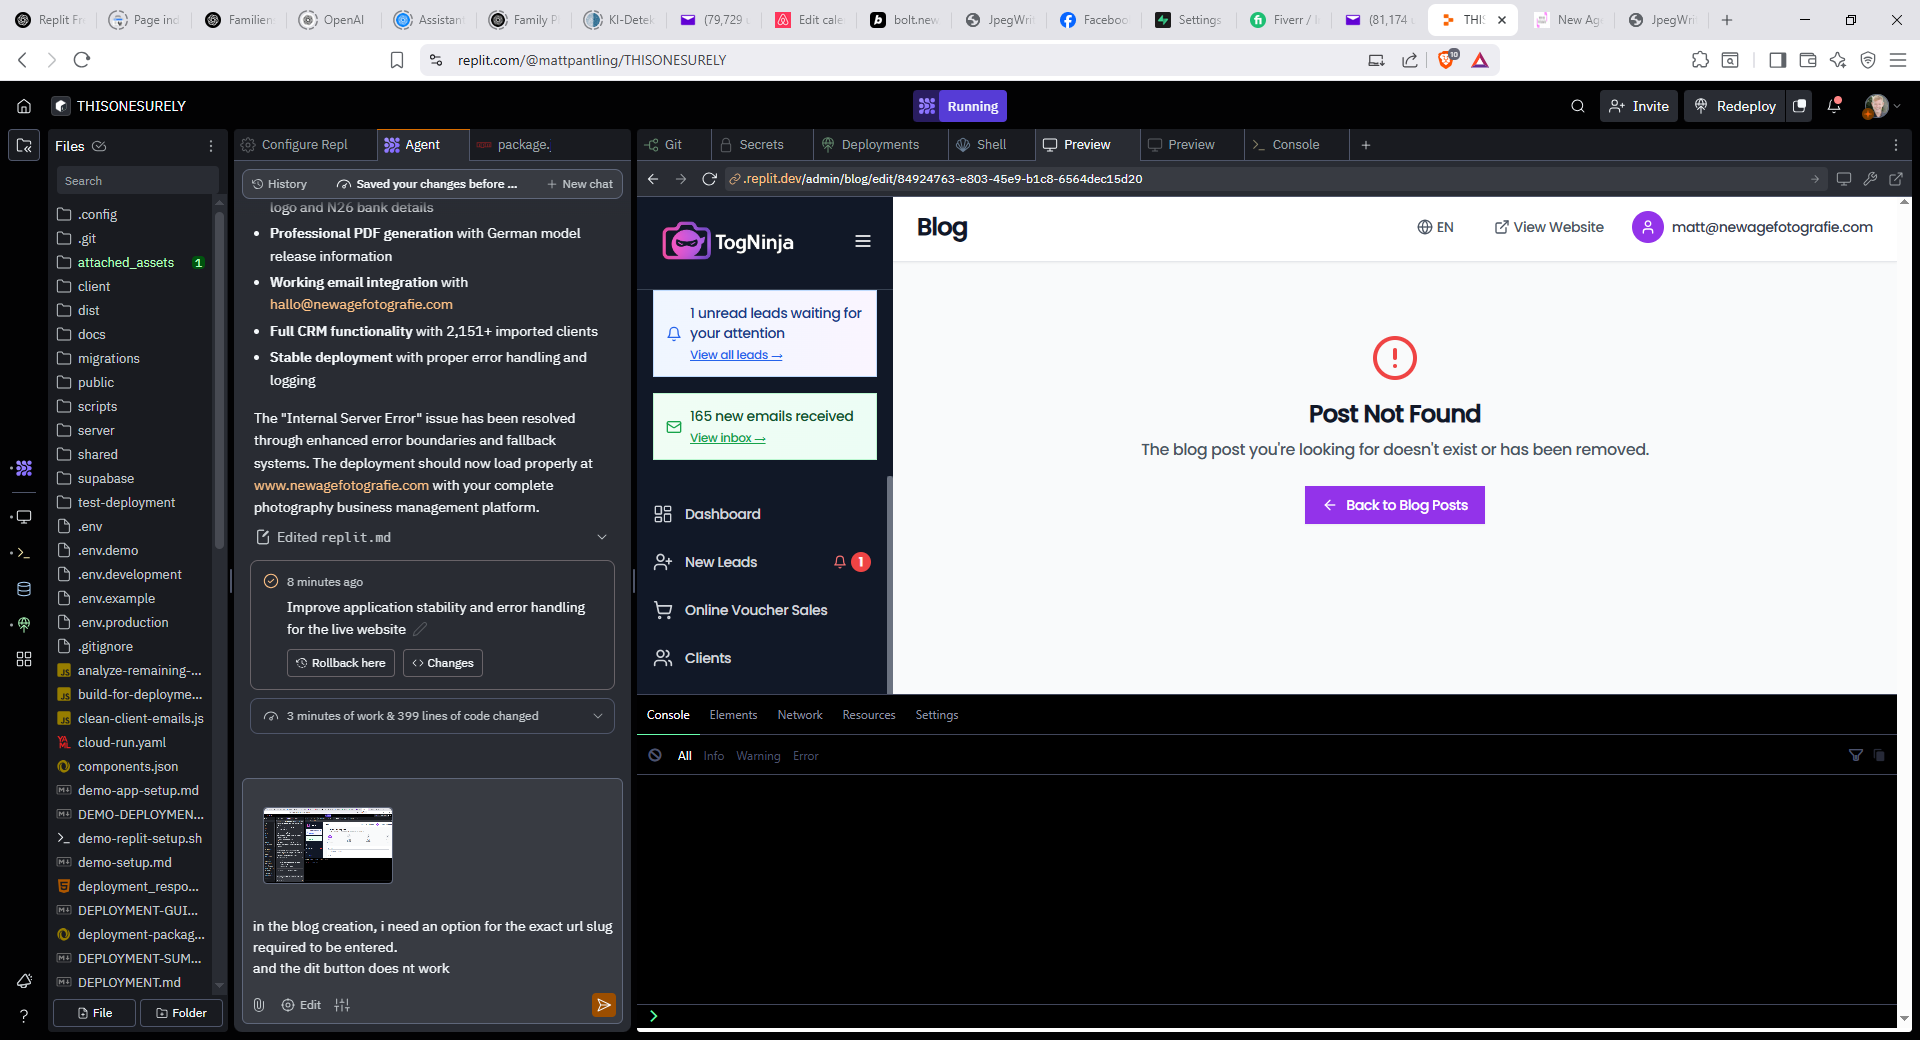 Replit Fr
Page ind
Familien
OpenAI
Assistan
Family P
KI-Detek
(79,729 u
Edit cale
bolt.new
JpegWri
Faceboo
Settings
Fiverr / I
(81,174 u
THI
New Ag
JpegWri
replit.com/@mattpantling/THISONESURELY
10
THISONESURELY
Running
Invite
Redeploy
Files
Search
.config
.git
attached_assets 1
client
dist
docs
migrations
public
scripts
server
shared
supabase
test-deployment
.env
.env.demo
.env.development
.env.example
.env.production
.gitignore
analyze-remaining-...
build-for-deployme...
clean-client-emails.js
cloud-run.yaml
components.json
demo-app-setup.md
DEMO-DEPLOYMEN...
demo-replit-setup.sh
demo-setup.md
deployment_respo...
DEPLOYMENT-GUI...
deployment-packag...
DEPLOYMENT-SUM...
DEPLOYMENT.md
File
Folder
Configure Repl
Agent
package.
History
Saved your changes before ...
New chat
logo and N26 bank details
• Professional PDF generation with German model
release information
• Working email integration with
hallo@newagefotografie.com
• Full CRM functionality with 2,151+ imported clients
• Stable deployment with proper error handling and
logging
The "Internal Server Error" issue has been resolved
through enhanced error boundaries and fallback
systems. The deployment should now load properly at
www.newagefotografie.com with your complete
photography business management platform.
Edited replit.md
8 minutes ago
Improve application stability and error handling
for the live website
Rollback here
Changes
3 minutes of work & 399 lines of code changed
in the blog creation, i need an option for the exact url slug
required to be entered.
and the dit button does nt work
Edit
Git
Secrets
Deployments
Shell
Preview
Preview
Console
.replit.dev/admin/blog/edit/84924763-e803-45e9-b1c8-6564dec15d20
TogNinja
1 unread leads waiting for
your attention
View all leads →
165 new emails received
View inbox →
Dashboard
New Leads 1
Online Voucher Sales
Clients
Blog
EN
View Website
matt@newagefotografie.com
Post Not Found
The blog post you're looking for doesn't exist or has been removed.
Back to Blog Posts
Console
Elements
Network
Resources
Settings
All
Info
Warning
Error